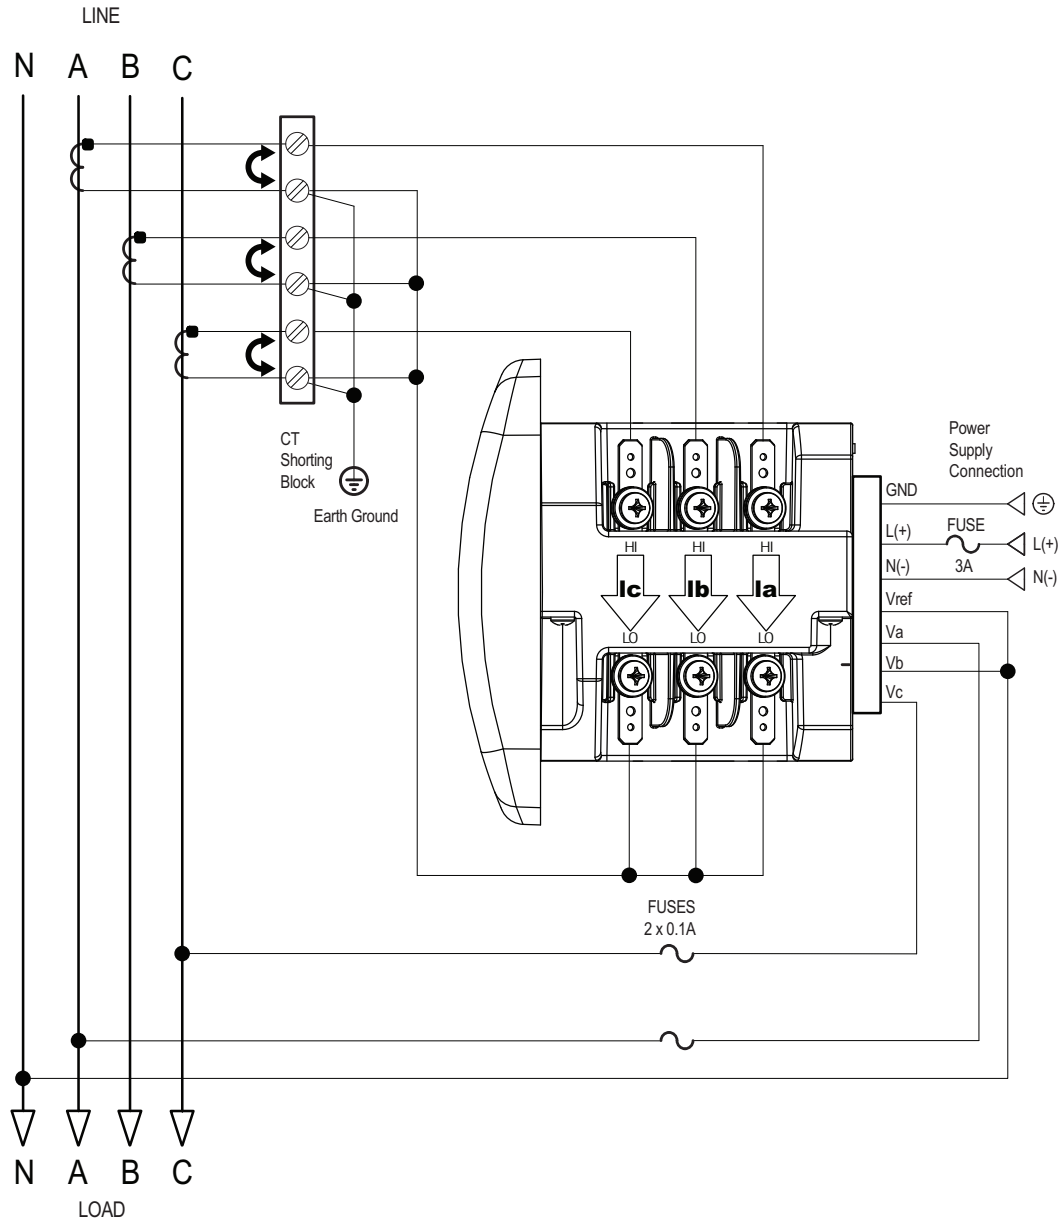 LINE
N A B C
CT
Shorting
Block
Earth Ground
Power
Supply
Connection
GND
L(+)
FUSE
3A
L(+)
N(-)
N(-)
Vref
Va
Vb
Vc
HI HI HI
Ic Ib Ia
LO LO LO
FUSES
2 x 0.1A
N A B C
LOAD